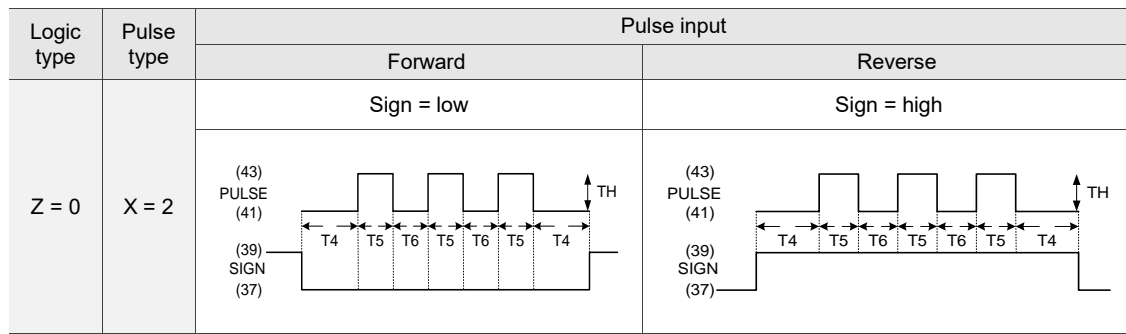 Logic type
Pulse type
Pulse input
Forward
Reverse
Z = 0
X = 2
Sign = low
Sign = high
(43)
PULSE
(41)
TH
T4 T5 T6 T5 T6 T5 T4
(39)
SIGN
(37)
(43)
PULSE
(41)
TH
T4 T5 T6 T5 T6 T5 T4
(39)
SIGN
(37)